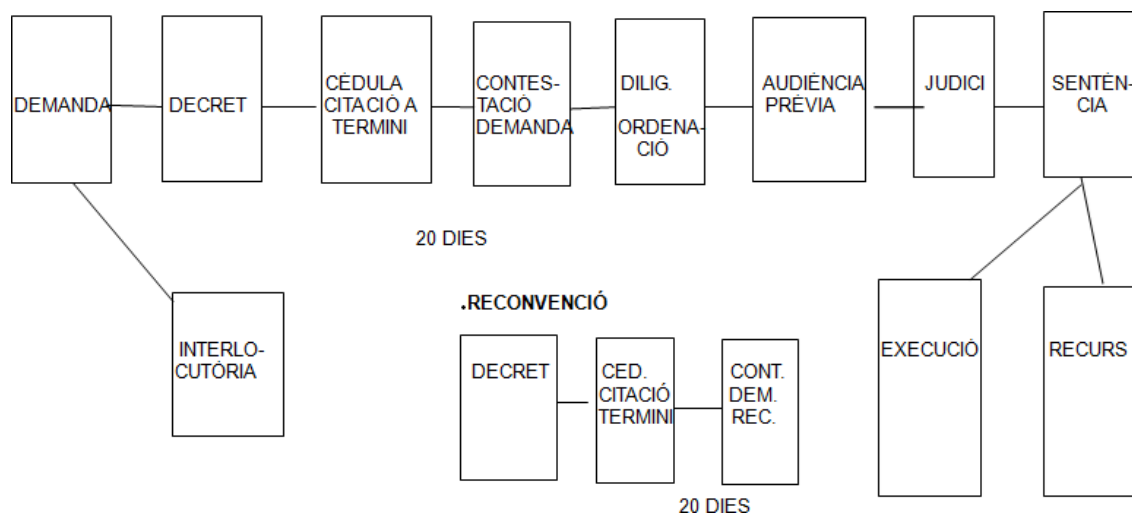 DEMANDA
DECRET
CÈDULA
CITACIÓ A
TERMINI
CONTES-
TACIÓ
DEMANDA
DILIG.
ORDENA-
CIÓ
AUDIÈNCIA
PRÈVIA
JUDICI
SENTÈN-
CIA
20 DIES
INTERLO-
CUTÒRIA
.RECONVENCIÓ
DECRET
CED.
CITACIÓ
TERMINI
CONT.
DEM.
REC.
20 DIES
EXECUCIÓ
RECURS